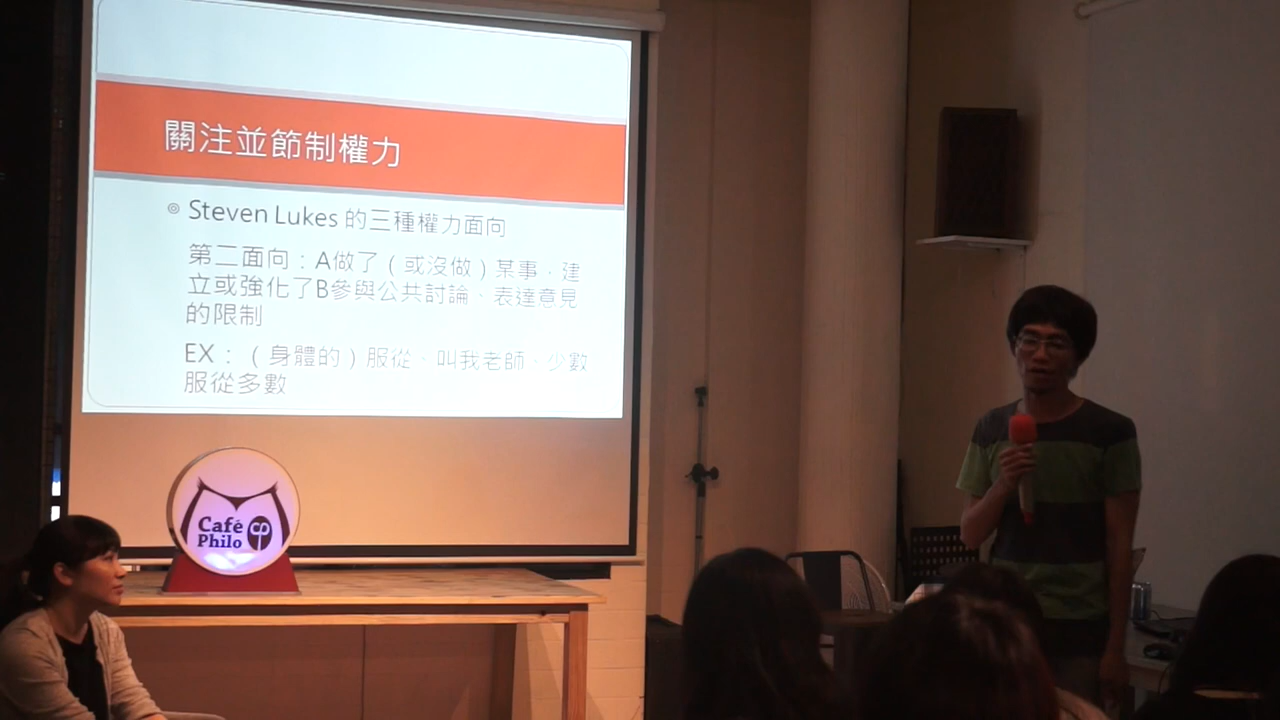 關注並節制權力
Steven Lukes 的三種權力面向
第二面向：A做了（或沒做）某事，建
立或強化了B參與公共討論、表達意見
的限制
EX：（身體的）服從、叫我老師、少數
服從多數
Café
Philo
cp